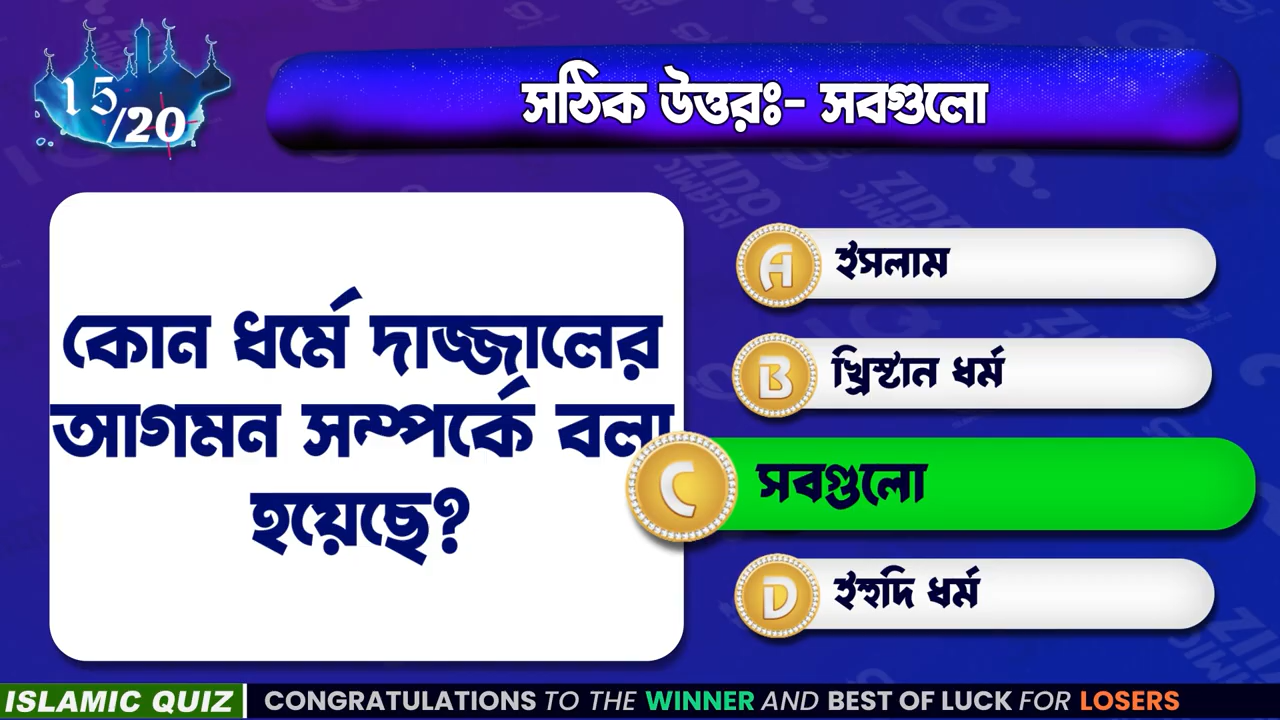 15/20
সঠিক উত্তরঃ- সবগুলো
কোন ধর্মে দাজ্জালের
আগমন সম্পর্কে বলা
হয়েছে?
A ইসলাম
B খ্রিস্টান ধর্ম
C সবগুলো
D ইহুদি ধর্ম
ISLAMIC QUIZ | CONGRATULATIONS TO THE WINNER AND BEST OF LUCK FOR LOSERS